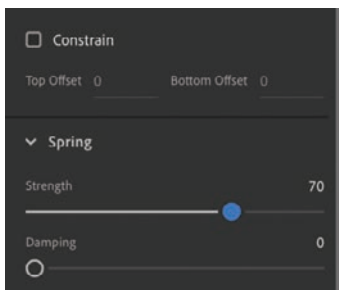 Constrain
Top Offset 0 Bottom Offset 0
Spring
Strength 70
Damping 0